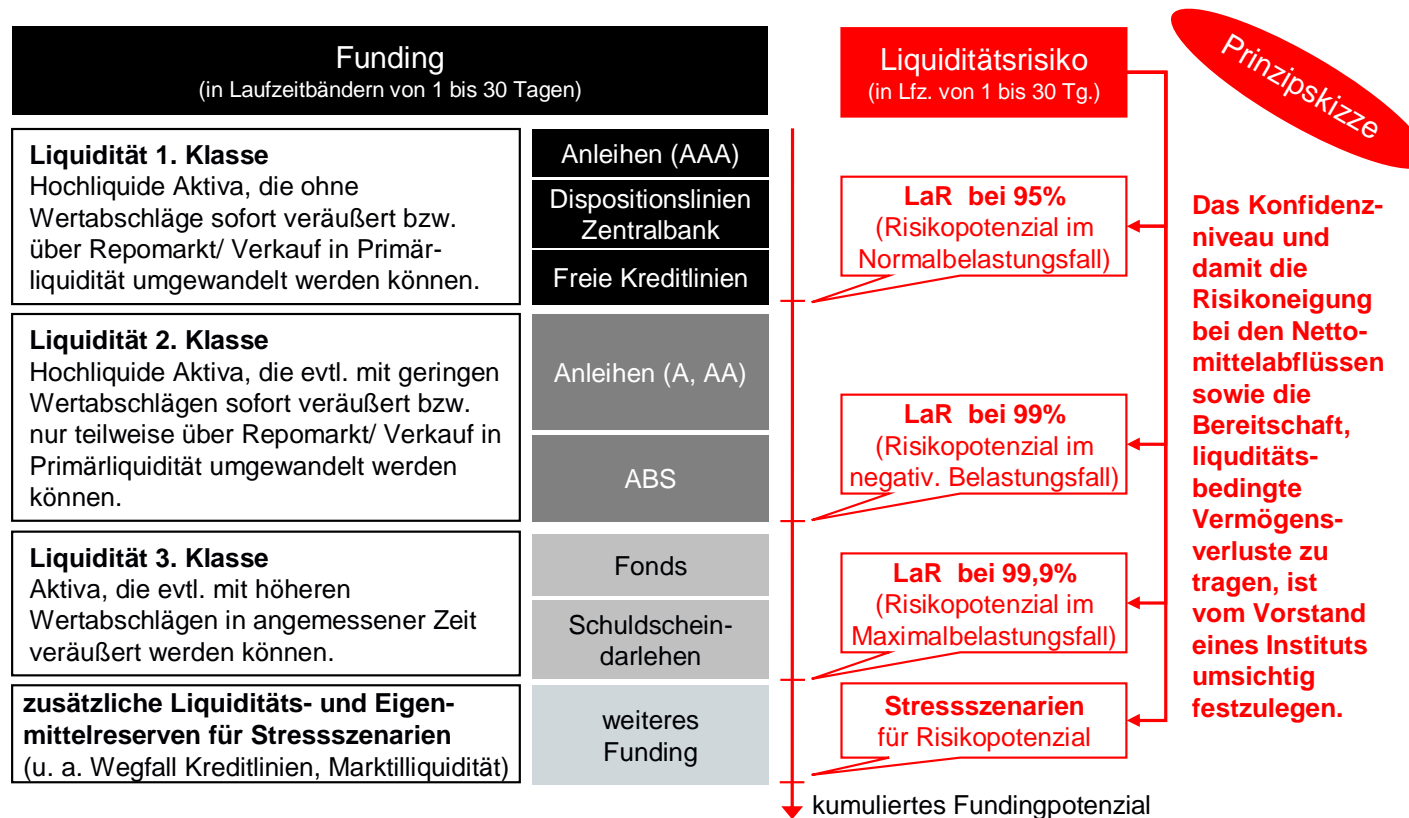 Funding
(in Laufzeitbändern von 1 bis 30 Tagen)
Liquiditätsrisiko
(in Lfz. von 1 bis 30 Tg.)
Prinzipskizze
Liquidität 1. Klasse
Hochliquide Aktiva, die ohne
Wertabschläge sofort veräußert bzw.
über Repomarkt/ Verkauf in Primär-
liquidität umgewandelt werden können.
Anleihen (AAA)
Dispositionslinien
Zentralbank
Freie Kreditlinien
LaR bei 95%
(Risikopotenzial im
Normalbelastungsfall)
Liquidität 2. Klasse
Hochliquide Aktiva, die evtl. mit geringen
Wertabschlägen sofort veräußert bzw.
nur teilweise über Repomarkt/ Verkauf in
Primärliquidität umgewandelt werden
können.
Anleihen (A, AA)
ABS
LaR bei 99%
(Risikopotenzial im
negativ. Belastungsfall)
Liquidität 3. Klasse
Aktiva, die evtl. mit höheren
Wertabschlägen in angemessener Zeit
veräußert werden können.
Fonds
Schuldschein-
darlehen
LaR bei 99,9%
(Risikopotenzial im
Maximalbelastungsfall)
zusätzliche Liquiditäts- und Eigen-
mittelreserven für Stressszenarien
(u. a. Wegfall Kreditlinien, Marktilliquidität)
weiteres
Funding
Stressszenarien
für Risikopotenzial
kumuliertes Fundingpotenzial
Das Konfidenz-
niveau und
damit die
Risikoneigung
bei den Netto-
mittelabflüssen
sowie die
Bereitschaft,
liquditäts-
bedingte
Vermögens-
verluste zu
tragen, ist
vom Vorstand
eines Instituts
umsichtig
festzulegen.